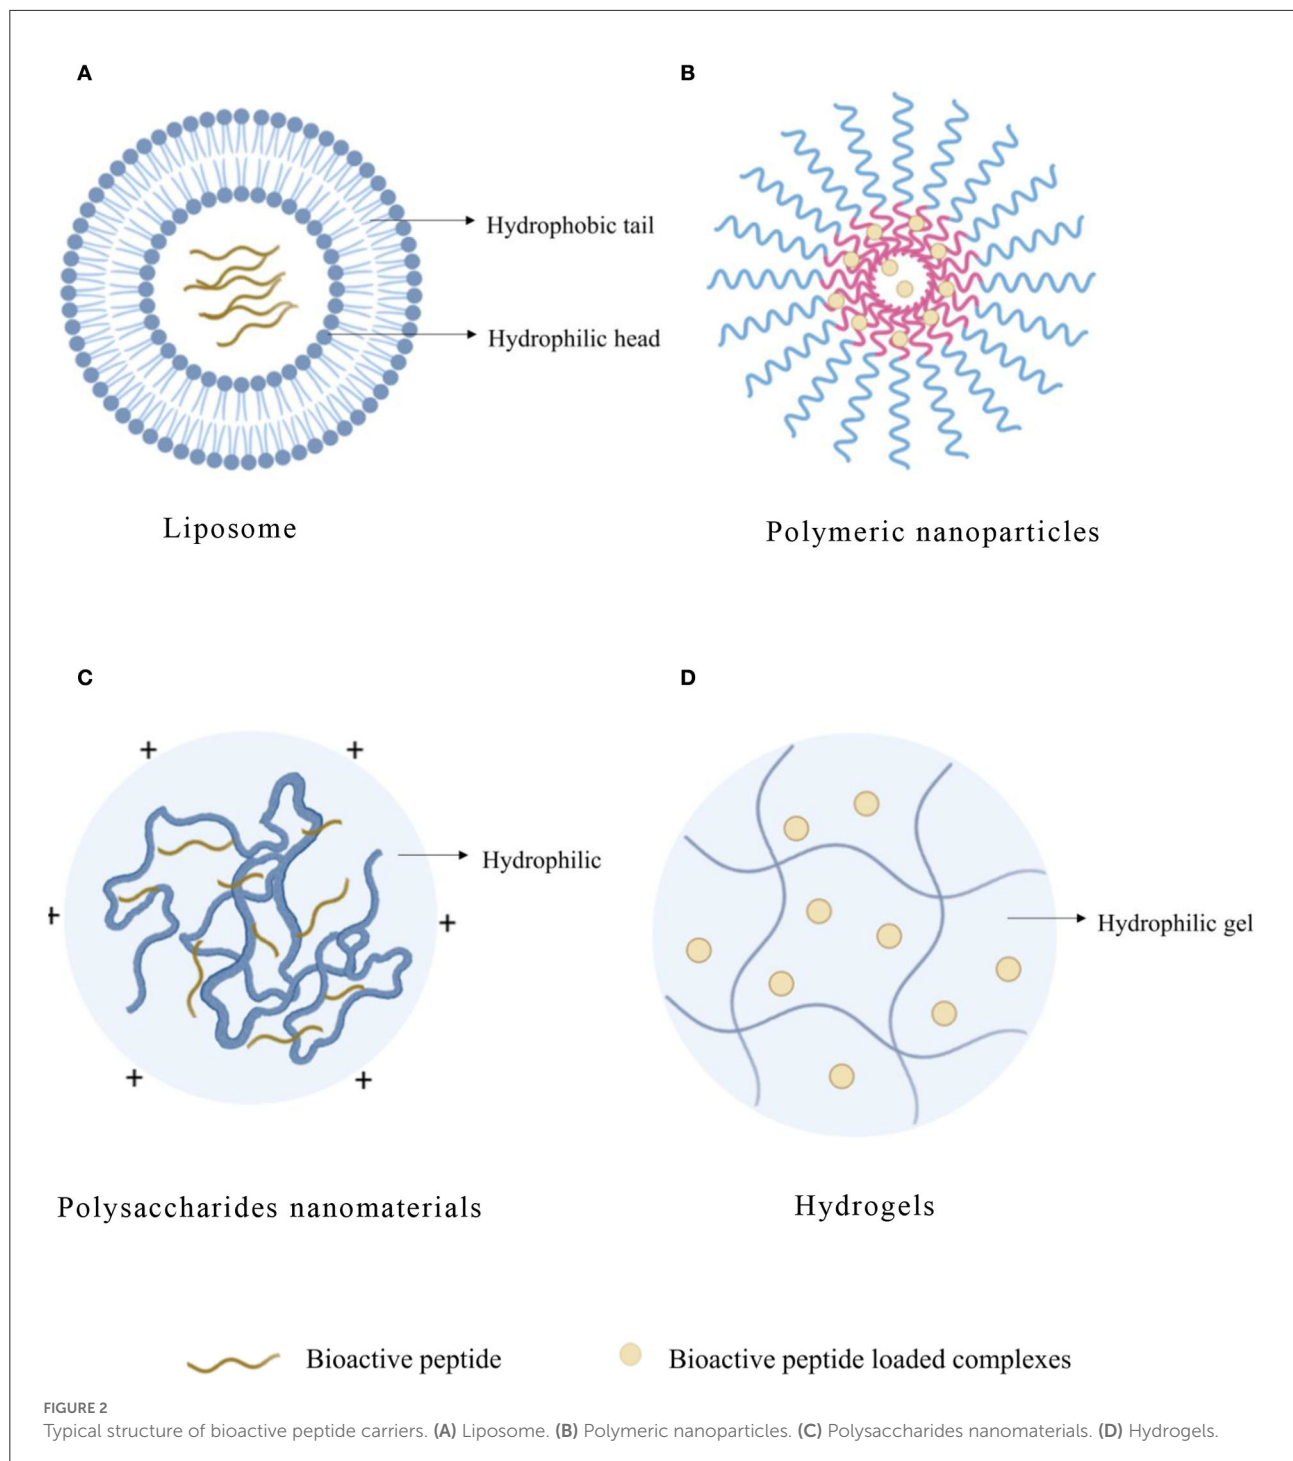 A
B
Hydrophobic tail
Hydrophilic head
Liposome
Polymeric nanoparticles
C
D
+ +
Hydrophilic
+ +
Hydrophilic gel
+ +
Polysaccharides nanomaterials
Hydrogels
Bioactive peptide
Bioactive peptide loaded complexes
FIGURE 2
Typical structure of bioactive peptide carriers. (A) Liposome. (B) Polymeric nanoparticles. (C) Polysaccharides nanomaterials. (D) Hydrogels.